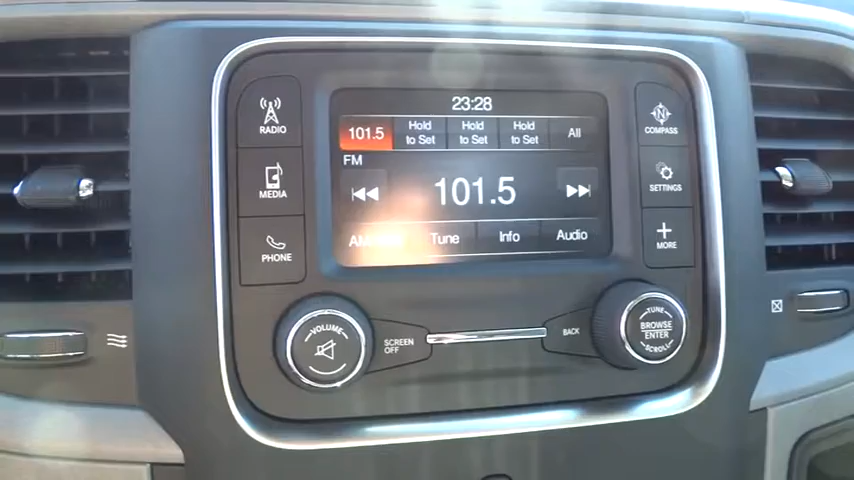 23:28
RADIO
101.5
Hold to Set
Hold to Set
Hold to Set
All
N
COMPASS
FM
MEDIA
101.5
SETTINGS
PHONE
AM
Tune
Info
Audio
MORE
VOLUME
SCREEN OFF
BACK
TUNE
BROWSE
ENTER
SCROLL